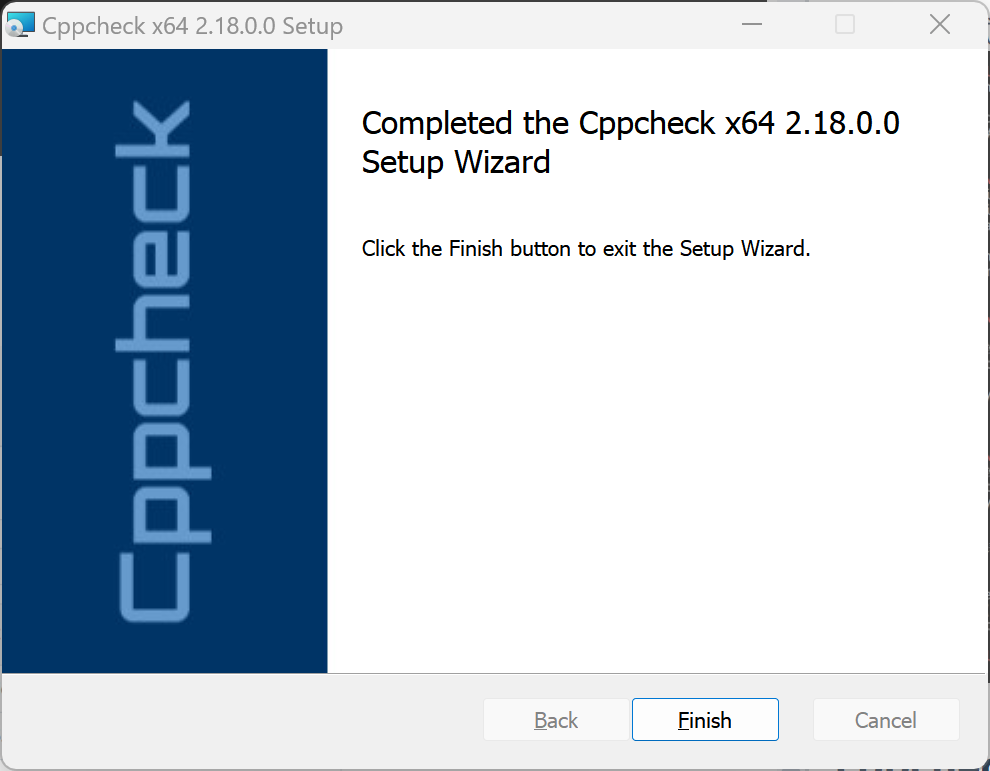 Cppcheck x64 2.18.0.0 Setup
Cppcheck
Completed the Cppcheck x64 2.18.0.0
Setup Wizard
Click the Finish button to exit the Setup Wizard.
Back
Finish
Cancel